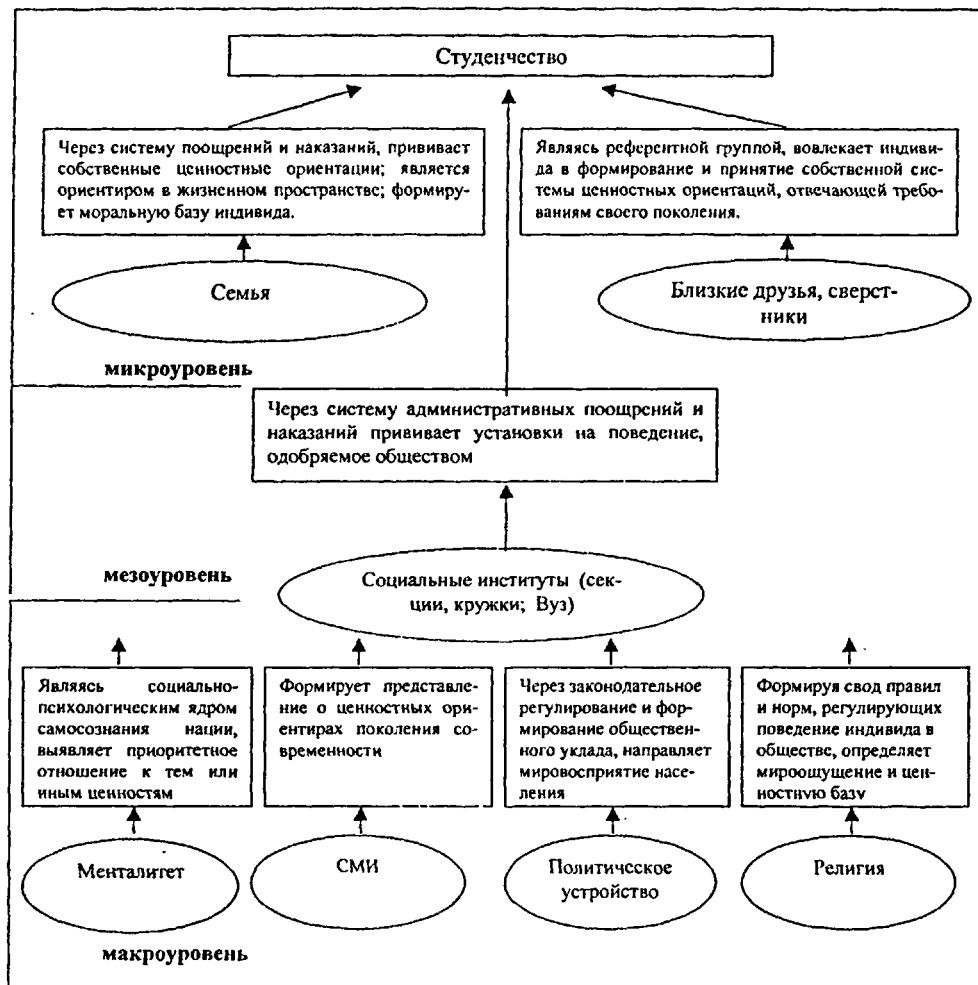 Студенчество
Через систему поощрений и наказаний, прививает
собственные ценностные ориентации; является
ориентиром в жизненном пространстве; формиру-
ет моральную базу индивида.
Являясь референтной группой, вовлекает индиви-
да в формирование и принятие собственной сис-
темы ценностных ориентаций, отвечающей требо-
ваниям своего поколения.
Семья
Близкие друзья, сверст-
ники
микроуровень
Через систему административных поощрений и
наказаний прививает установки на поведение,
одобряемое обществом
мезоуровень
Социальные институты (сек-
ции, кружки; Вуз)
Являясь социально-
психологическим ядром
самосознания нации,
выявляет приоритетное
отношение к тем или
иным ценностям
Формирует представле-
ние о ценностных ори-
ентирах поколения со-
временности
Через законодательное
регулирование и фор-
мирование обществен-
ного уклада, направляет
мировосприятие насе-
ления
Формируя свод правил
и норм, регулирующих
поведение индивида в
обществе, определяет
мироощущение и цен-
ностную базу
Менталитет
СМИ
Политическое
устройство
Религия
макроуровень